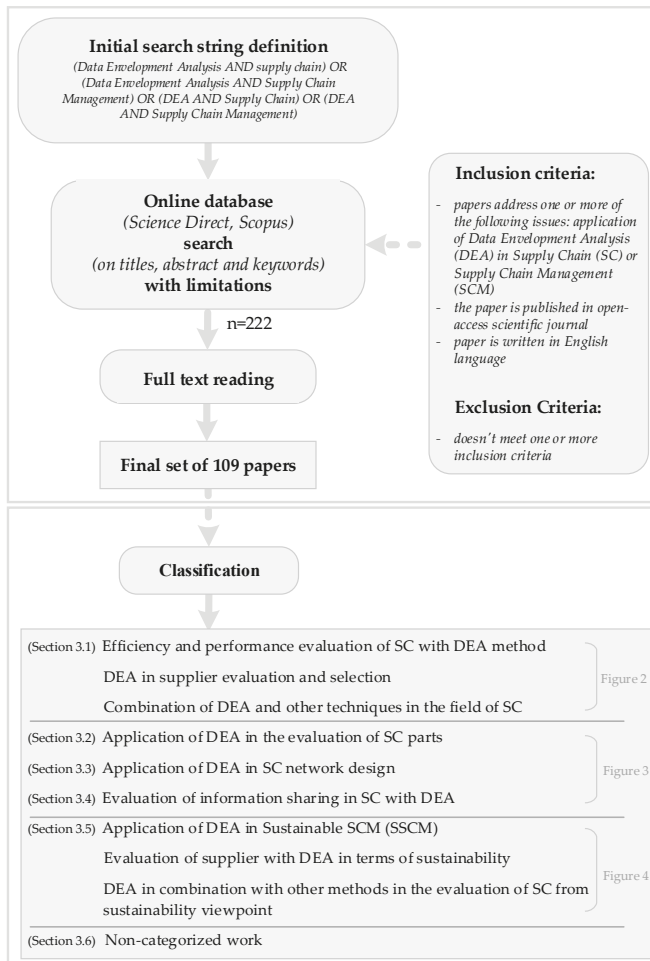 Initial search string definition
(Data Envelopment Analysis AND supply chain) OR
(Data Envelopment Analysis AND Supply Chain
Management) OR (DEA AND Supply Chain) OR (DEA
AND Supply Chain Management)
Online database
(Science Direct, Scopus)
search
(on titles, abstract and keywords)
with limitations
n=222
Full text reading
Final set of 109 papers
Inclusion criteria:
- papers address one or more of
the following issues: application
of Data Envelopment Analysis
(DEA) in Supply Chain (SC) or
Supply Chain Management
(SCM)
- the paper is published in open-
access scientific journal
- paper is written in English
language
Exclusion Criteria:
- doesn't meet one or more
inclusion criteria
Classification
(Section 3.1) Efficiency and performance evaluation of SC with DEA method
DEA in supplier evaluation and selection
Combination of DEA and other techniques in the field of SC
Figure 2
(Section 3.2) Application of DEA in the evaluation of SC parts
(Section 3.3) Application of DEA in SC network design
(Section 3.4) Evaluation of information sharing in SC with DEA
Figure 3
(Section 3.5) Application of DEA in Sustainable SCM (SSCM)
Evaluation of supplier with DEA in terms of sustainability
DEA in combination with other methods in the evaluation of SC from
sustainability viewpoint
Figure 4
(Section 3.6) Non-categorized work